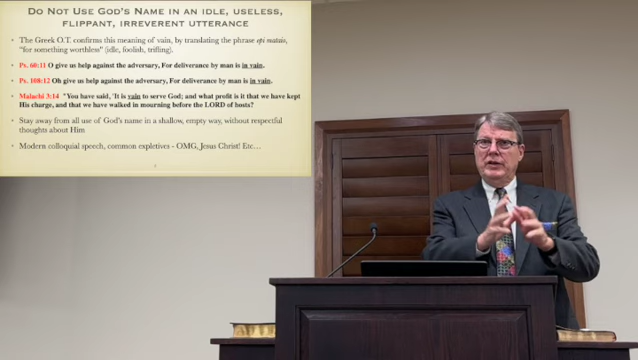 Do Not Use God's Name in an idle, useless,
flippant, irreverent utterance
• The Greek O.T. confirms this meaning of vain, by translating the phrase epi mataio,
"for something worthless" (idle, foolish, trifling).
• Ps. 60:11 O give us help against the adversary, For deliverance by man is in vain.
• Ps. 108:12 Oh give us help against the adversary, For deliverance by man is in vain.
• Malachi 3:14 "You have said, 'It is vain to serve God; and what profit is it that we have kept
His charge, and that we have walked in mourning before the LORD of hosts?
• Stay away from all use of God's name in a shallow, empty way, without respectful
thoughts about Him
• Modern colloquial speech, common expletives - OMG, Jesus Christ! Etc...